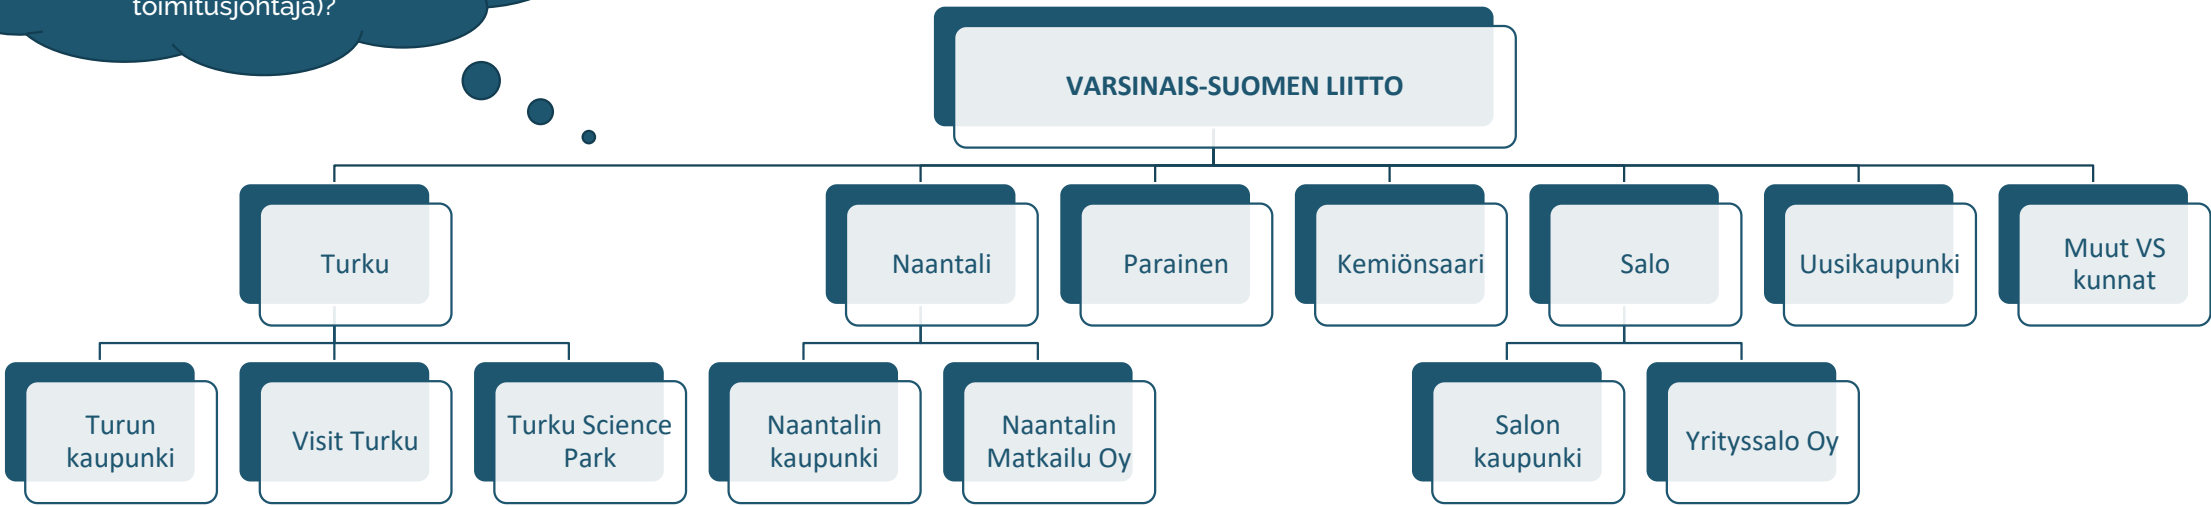 toimitusjohtaja)?
VARSINAIS-SUOMEN LIITTO
Turku
Naantali
Parainen
Kemiönsaari
Salo
Uusikaupunki
Muut VS
kunnat
Turun
kaupunki
Visit Turku
Turku Science
Park
Naantalin
kaupunki
Naantalin
Matkailu Oy
Salon
kaupunki
Yrityssalo Oy